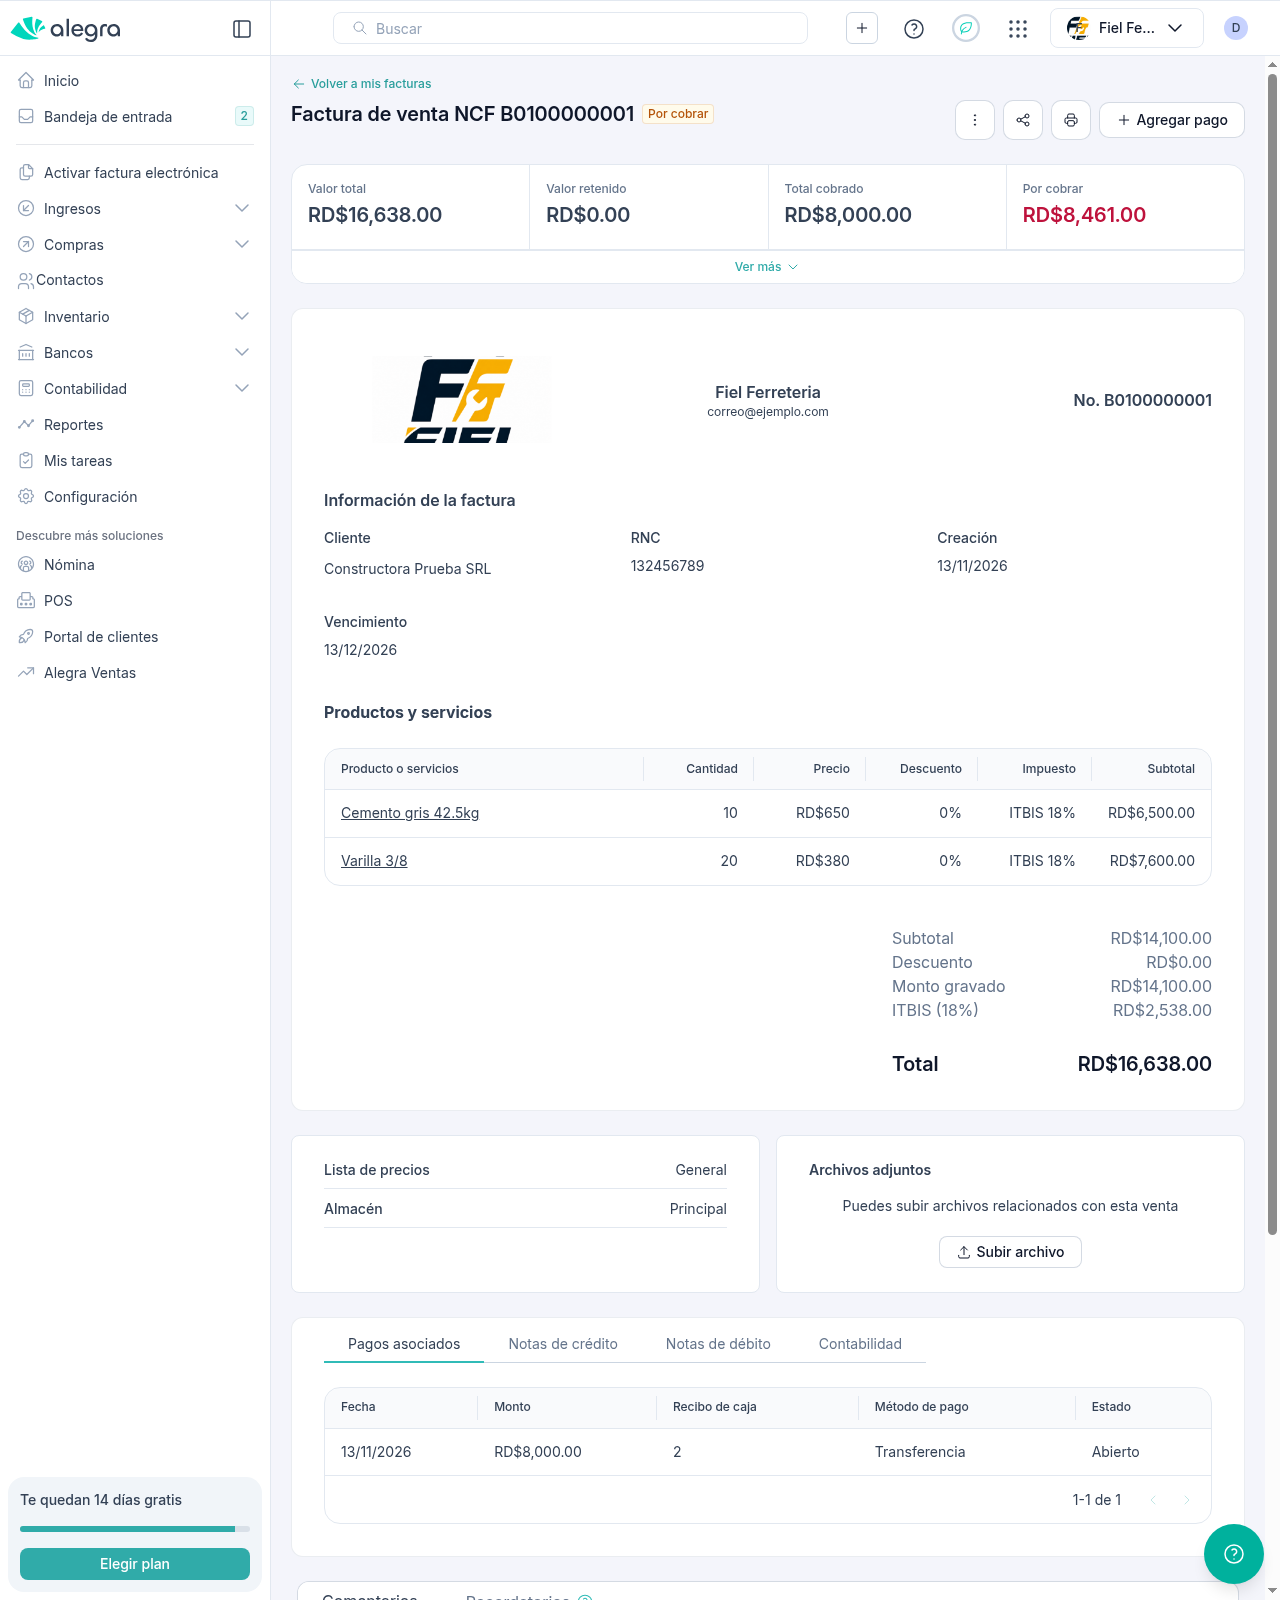 alegra
Buscar
Fiel Fe...
D
Inicio
Bandeja de entrada 2
Activar factura electrónica
Ingresos
Compras
Contactos
Inventario
Bancos
Contabilidad
Reportes
Mis tareas
Configuración
Descubre más soluciones
Nómina
POS
Portal de clientes
Alegra Ventas
Te quedan 14 días gratis
Elegir plan
Volver a mis facturas
Factura de venta NCF B0100000001 Por cobrar
Agregar pago
Valor total Valor retenido Total cobrado Por cobrar
RD$16,638.00 RD$0.00 RD$8,000.00 RD$8,461.00
Ver más
Fiel Ferreteria
correo@ejemplo.com
No. B0100000001
Información de la factura
Cliente RNC Creación
Constructora Prueba SRL 132456789 13/11/2026
Vencimiento
13/12/2026
Productos y servicios
Producto o servicios Cantidad Precio Descuento Impuesto Subtotal
Cemento gris 42.5kg 10 RD$650 0% ITBIS 18% RD$6,500.00
Varilla 3/8 20 RD$380 0% ITBIS 18% RD$7,600.00
Subtotal RD$14,100.00
Descuento RD$0.00
Monto gravado RD$14,100.00
ITBIS (18%) RD$2,538.00
Total RD$16,638.00
Lista de precios General
Almacén Principal
Archivos adjuntos
Puedes subir archivos relacionados con esta venta
Subir archivo
Pagos asociados Notas de crédito Notas de débito Contabilidad
Fecha Monto Recibo de caja Método de pago Estado
13/11/2026 RD$8,000.00 2 Transferencia Abierto
1-1 de 1
Comentarios Recordatorios